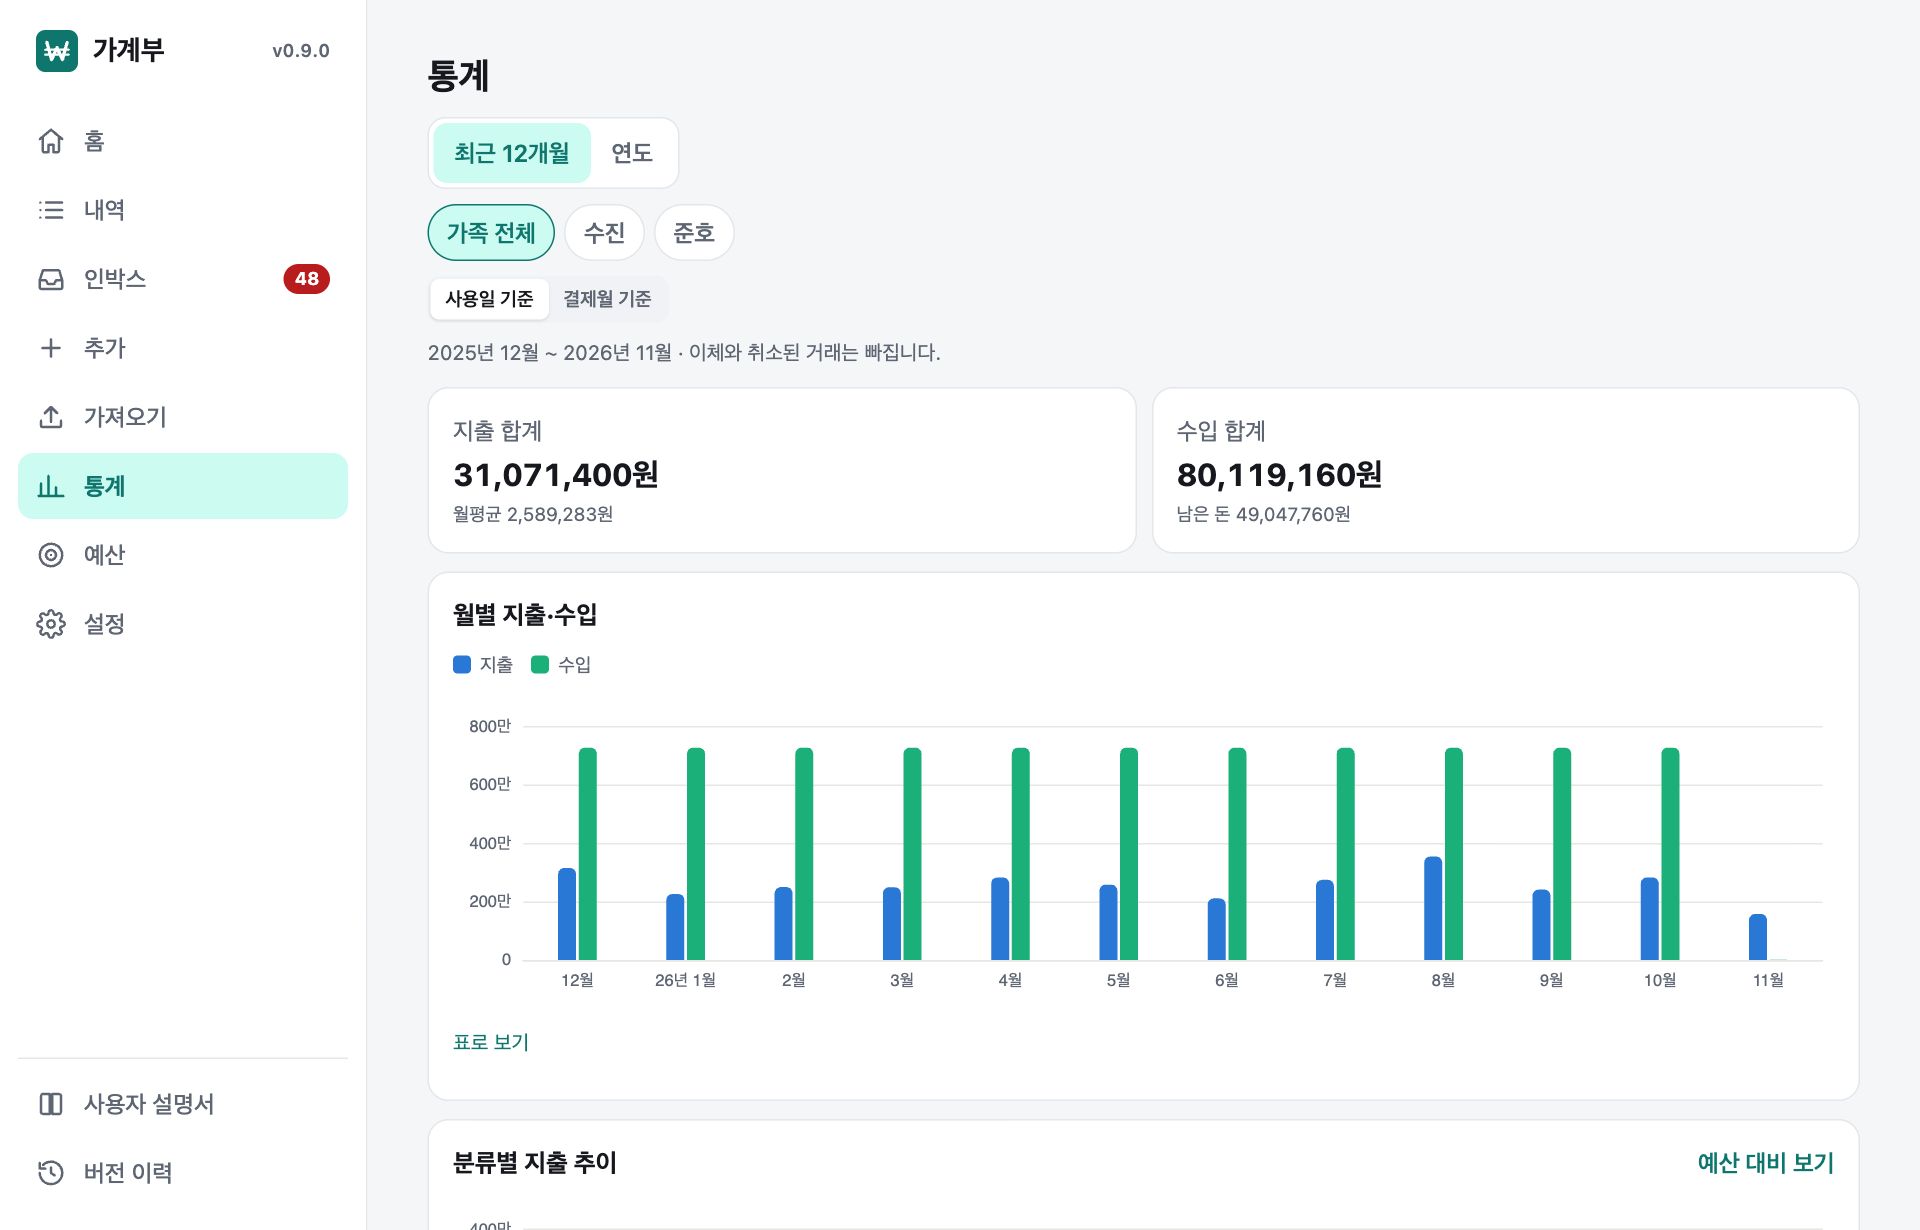 가계부 v0.9.0
홈
내역
인박스 48
추가
가져오기
통계
예산
설정
사용자 설명서
버전 이력
통계
최근 12개월 연도
가족 전체 수진 준호
사용일 기준 결제월 기준
2025년 12월 ~ 2026년 11월 · 이체와 취소된 거래는 빠집니다.
지출 합계
31,071,400원
월평균 2,589,283원
수입 합계
80,119,160원
남은 돈 49,047,760원
월별 지출·수입
지출 수입
800만
600만
400만
200만
0
12월 26년 1월 2월 3월 4월 5월 6월 7월 8월 9월 10월 11월
표로 보기
분류별 지출 추이 예산 대비 보기
400만